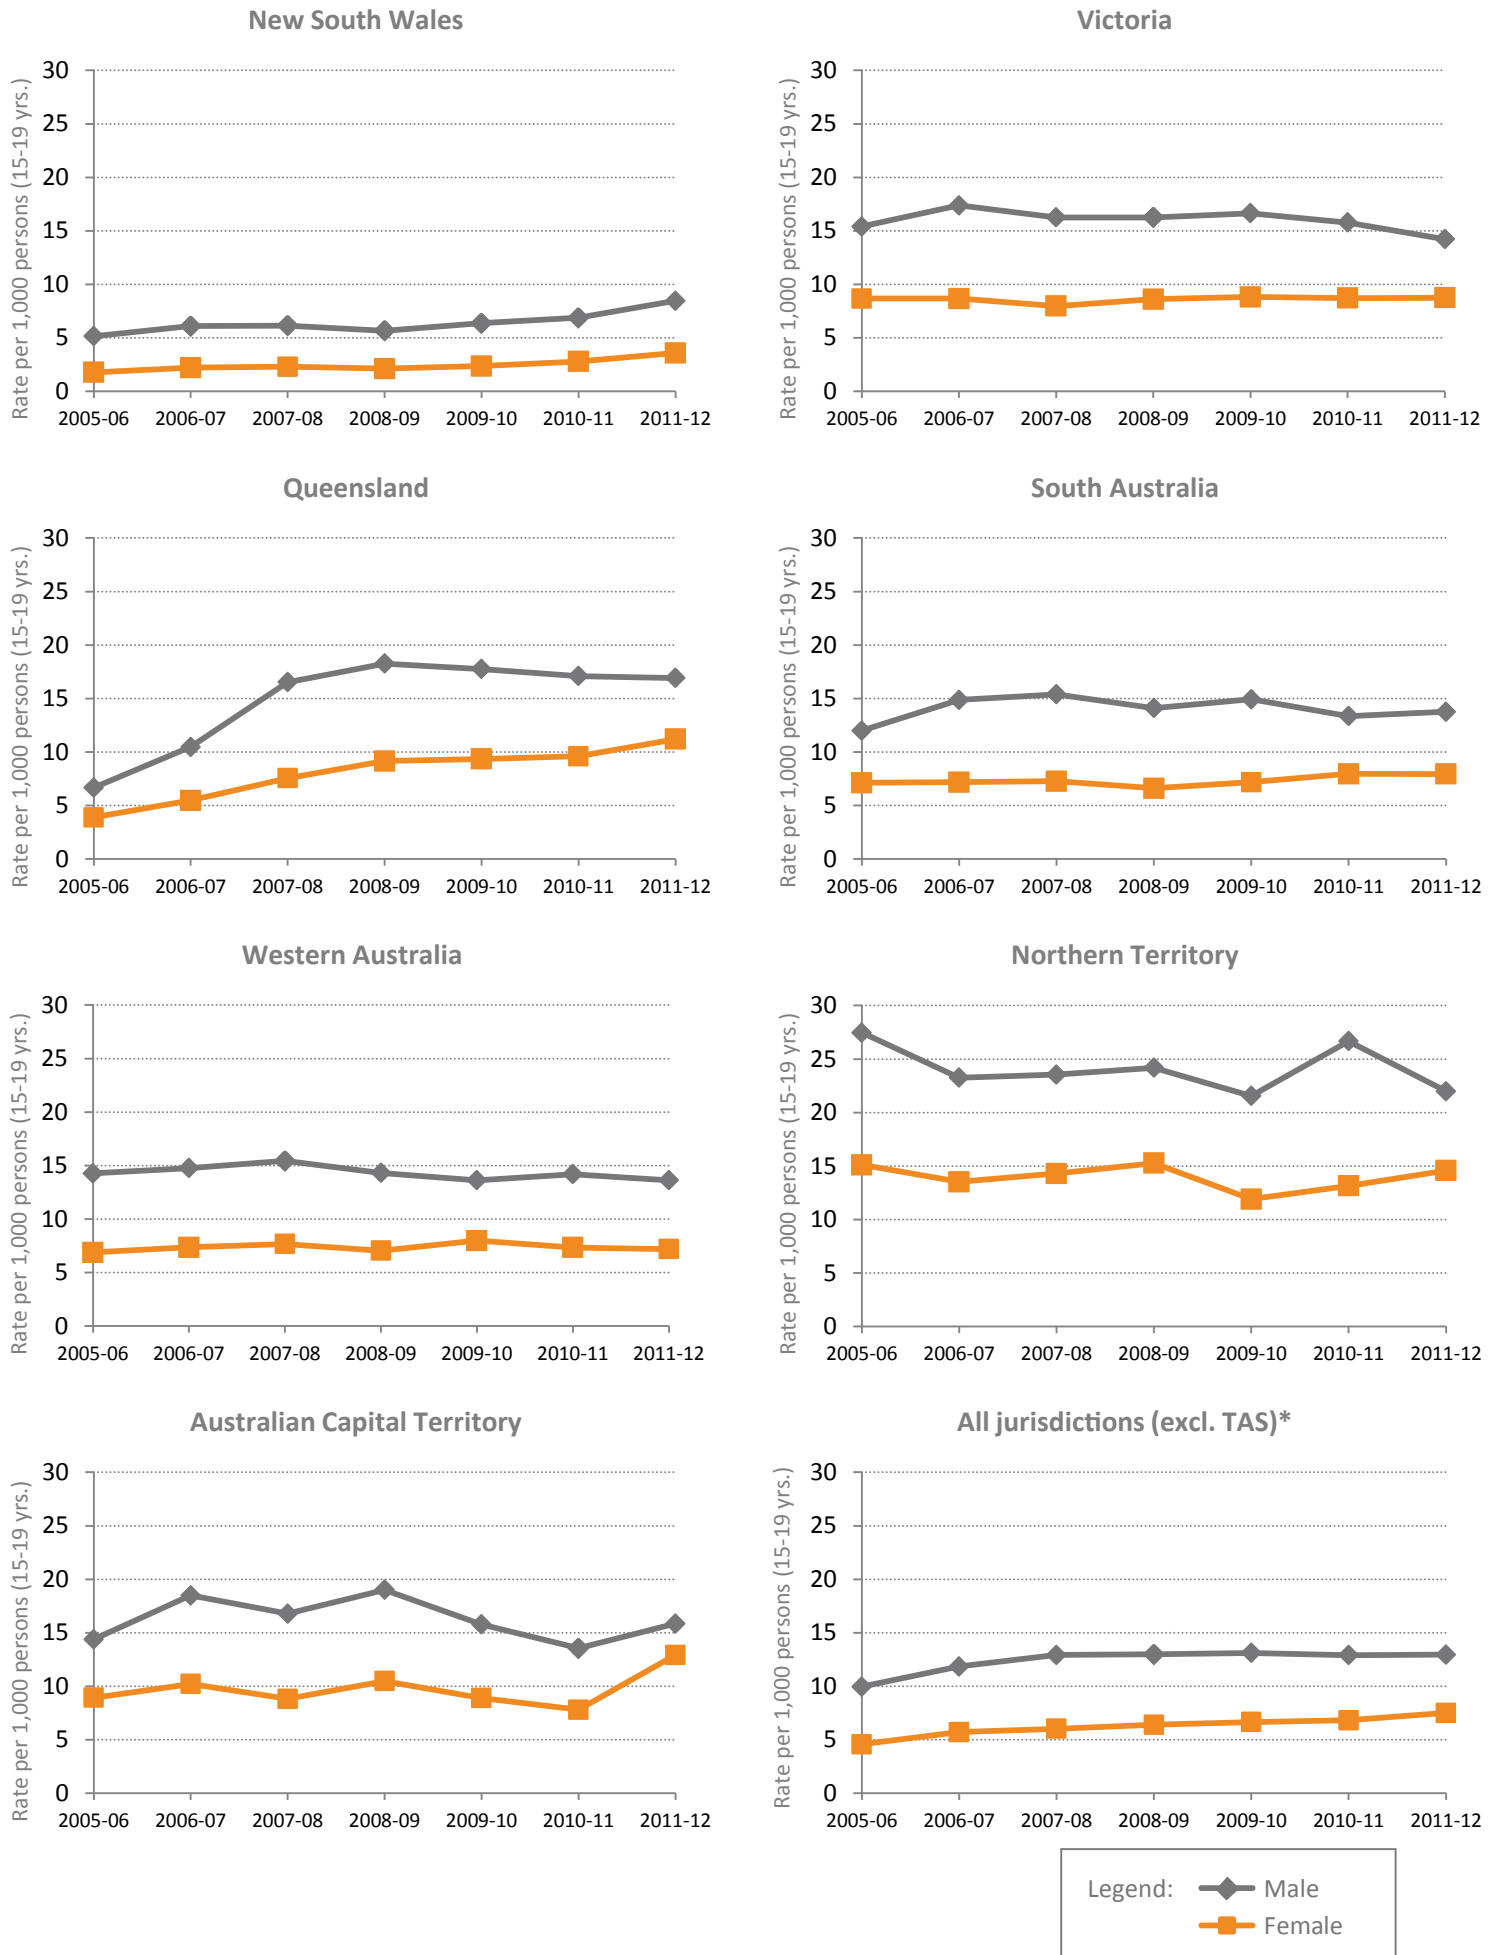 New South Wales
Rate per 1,000 persons (15-19 yrs.)
30
25
20
15
10
5
0
2005-06 2006-07 2007-08 2008-09 2009-10 2010-11 2011-12
Victoria
Rate per 1,000 persons (15-19 yrs.)
30
25
20
15
10
5
0
2005-06 2006-07 2007-08 2008-09 2009-10 2010-11 2011-12
Queensland
Rate per 1,000 persons (15-19 yrs.)
30
25
20
15
10
5
0
2005-06 2006-07 2007-08 2008-09 2009-10 2010-11 2011-12
South Australia
Rate per 1,000 persons (15-19 yrs.)
30
25
20
15
10
5
0
2005-06 2006-07 2007-08 2008-09 2009-10 2010-11 2011-12
Western Australia
Rate per 1,000 persons (15-19 yrs.)
30
25
20
15
10
5
0
2005-06 2006-07 2007-08 2008-09 2009-10 2010-11 2011-12
Northern Territory
Rate per 1,000 persons (15-19 yrs.)
30
25
20
15
10
5
0
2005-06 2006-07 2007-08 2008-09 2009-10 2010-11 2011-12
Australian Capital Territory
Rate per 1,000 persons (15-19 yrs.)
30
25
20
15
10
5
0
2005-06 2006-07 2007-08 2008-09 2009-10 2010-11 2011-12
All jurisdictions (excl. TAS)*
Rate per 1,000 persons (15-19 yrs.)
30
25
20
15
10
5
0
2005-06 2006-07 2007-08 2008-09 2009-10 2010-11 2011-12
Legend: Male
Female